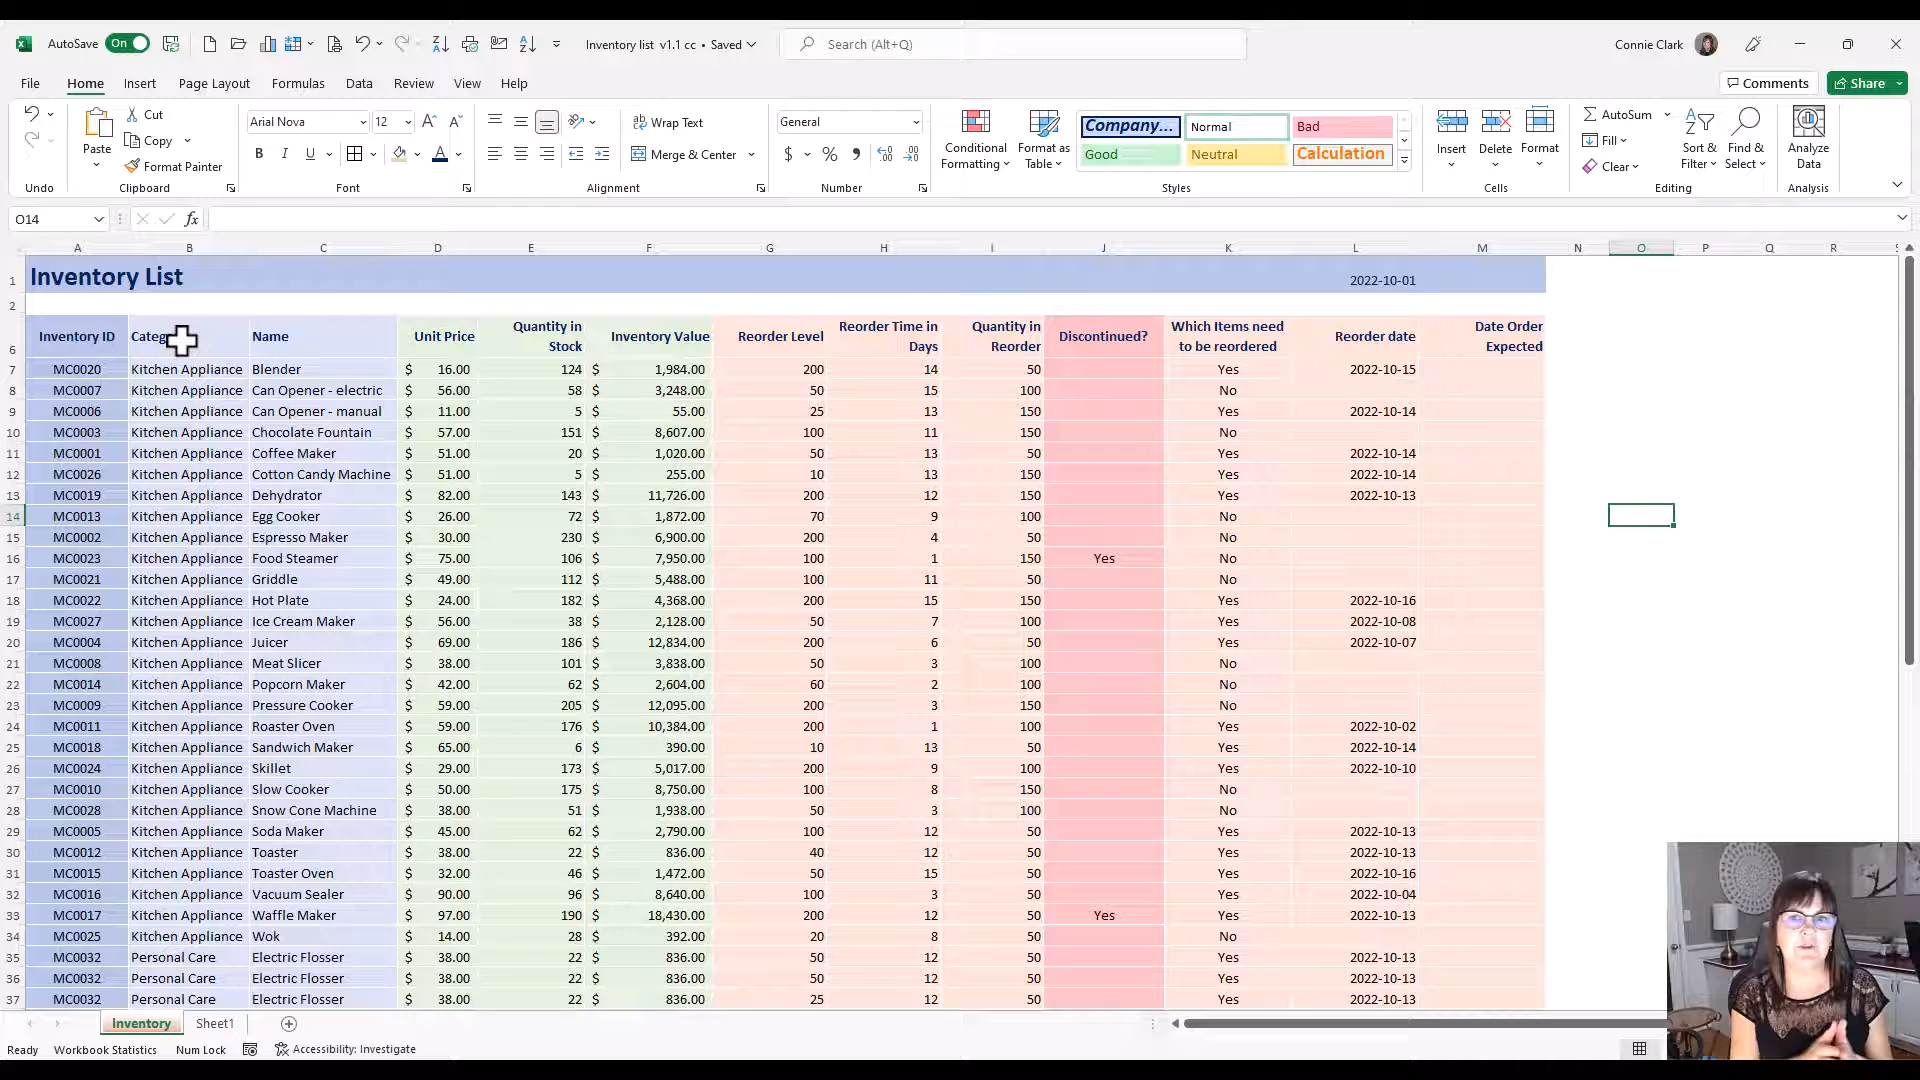 AutoSave On Inventory list v1.1 cc • Saved Search (Alt+Q) Connie Clark
File Home Insert Page Layout Formulas Data Review View Help Comments Share
Cut
Copy
Format Painter
Paste
Arial Nova 12
B I U A
Wrap Text
Merge & Center
General
$ % ,
Conditional Formatting
Format as Table
Company... Normal Bad
Good Neutral Calculation
Insert Delete Format
AutoSum
Fill
Clear
Sort & Filter
Find & Select
Analyze Data
Undo Clipboard Font Alignment Number Styles Cells Editing Analysis
O14 fx
A B C D E F G H I J K L M N O P Q R
1 Inventory List 2022-10-01
2
6 Inventory ID Categ Name Unit Price Quantity in Stock Inventory Value Reorder Level Reorder Time in Days Quantity in Reorder Discontinued? Which Items need to be reordered Reorder date Date Order Expected
7 MC0020 Kitchen Appliance Blender $ 16.00 124 $ 1,984.00 200 14 50 Yes 2022-10-15
8 MC0007 Kitchen Appliance Can Opener - electric $ 56.00 58 $ 3,248.00 50 15 100 No
9 MC0006 Kitchen Appliance Can Opener - manual $ 11.00 5 $ 55.00 25 13 150 Yes 2022-10-14
10 MC0003 Kitchen Appliance Chocolate Fountain $ 57.00 151 $ 8,607.00 100 11 150 No
11 MC0001 Kitchen Appliance Coffee Maker $ 51.00 20 $ 1,020.00 50 13 50 Yes 2022-10-14
12 MC0026 Kitchen Appliance Cotton Candy Machine $ 51.00 5 $ 255.00 10 13 150 Yes 2022-10-14
13 MC0019 Kitchen Appliance Dehydrator $ 82.00 143 $ 11,726.00 200 12 150 Yes 2022-10-13
14 MC0013 Kitchen Appliance Egg Cooker $ 26.00 72 $ 1,872.00 70 9 100 No
15 MC0002 Kitchen Appliance Espresso Maker $ 30.00 230 $ 6,900.00 200 4 50 No
16 MC0023 Kitchen Appliance Food Steamer $ 75.00 106 $ 7,950.00 100 1 150 Yes No
17 MC0021 Kitchen Appliance Griddle $ 49.00 112 $ 5,488.00 100 11 50 No
18 MC0022 Kitchen Appliance Hot Plate $ 24.00 182 $ 4,368.00 200 15 150 Yes 2022-10-16
19 MC0027 Kitchen Appliance Ice Cream Maker $ 56.00 38 $ 2,128.00 50 7 100 Yes 2022-10-08
20 MC0004 Kitchen Appliance Juicer $ 69.00 186 $ 12,834.00 200 6 50 Yes 2022-10-07
21 MC0008 Kitchen Appliance Meat Slicer $ 38.00 101 $ 3,838.00 50 3 100 No
22 MC0014 Kitchen Appliance Popcorn Maker $ 42.00 62 $ 2,604.00 60 2 100 No
23 MC0009 Kitchen Appliance Pressure Cooker $ 59.00 205 $ 12,095.00 200 3 150 No
24 MC0011 Kitchen Appliance Roaster Oven $ 59.00 176 $ 10,384.00 200 1 100 Yes 2022-10-02
25 MC0018 Kitchen Appliance Sandwich Maker $ 65.00 6 $ 390.00 10 13 50 Yes 2022-10-14
26 MC0024 Kitchen Appliance Skillet $ 29.00 173 $ 5,017.00 200 9 100 Yes 2022-10-10
27 MC0010 Kitchen Appliance Slow Cooker $ 50.00 175 $ 8,750.00 100 8 150 No
28 MC0028 Kitchen Appliance Snow Cone Machine $ 38.00 51 $ 1,938.00 50 3 100 No
29 MC0005 Kitchen Appliance Soda Maker $ 45.00 62 $ 2,790.00 100 12 50 Yes 2022-10-13
30 MC0012 Kitchen Appliance Toaster $ 38.00 22 $ 836.00 40 12 50 Yes 2022-10-13
31 MC0015 Kitchen Appliance Toaster Oven $ 32.00 46 $ 1,472.00 50 15 50 Yes 2022-10-16
32 MC0016 Kitchen Appliance Vacuum Sealer $ 90.00 96 $ 8,640.00 100 3 50 Yes 2022-10-04
33 MC0017 Kitchen Appliance Waffle Maker $ 97.00 190 $ 18,430.00 200 12 50 Yes Yes 2022-10-13
34 MC0025 Kitchen Appliance Wok $ 14.00 28 $ 392.00 20 8 50 No
35 MC0032 Personal Care Electric Flosser $ 38.00 22 $ 836.00 50 12 50 Yes 2022-10-13
36 MC0032 Personal Care Electric Flosser $ 38.00 22 $ 836.00 50 12 50 Yes 2022-10-13
37 MC0032 Personal Care Electric Flosser $ 38.00 22 $ 836.00 25 12 50 Yes 2022-10-13
Inventory Sheet1
Ready Workbook Statistics Num Lock Accessibility: Investigate